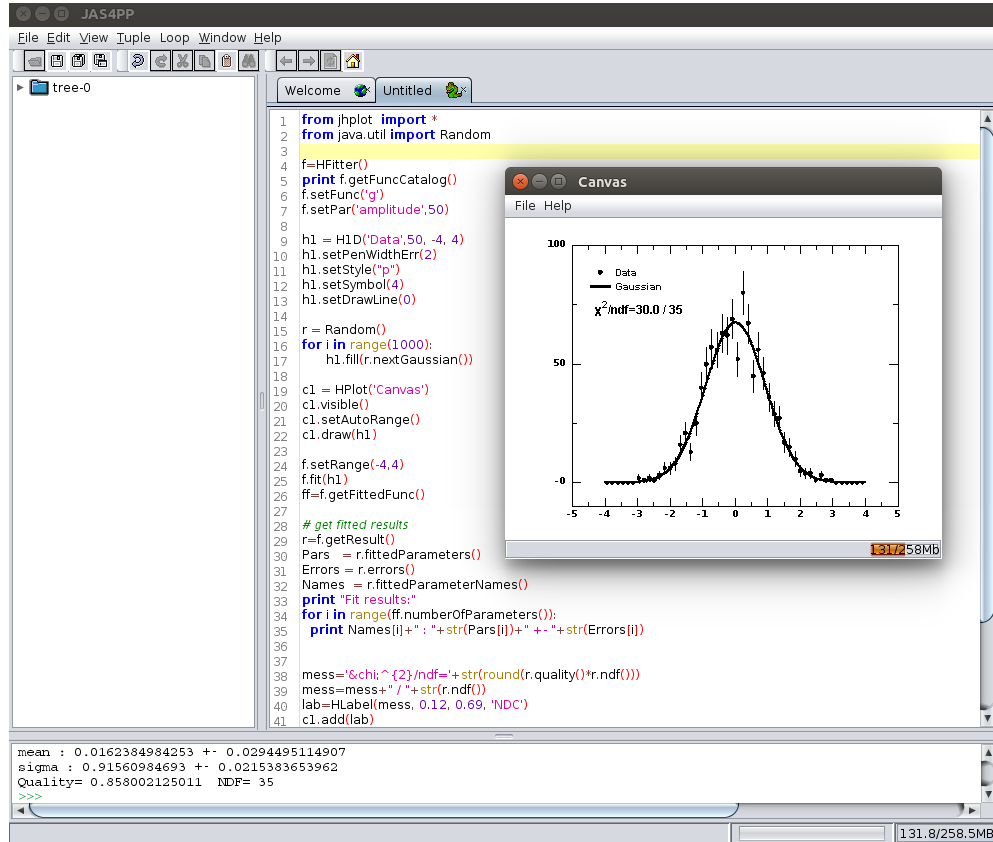 JAS4PP
File Edit View Tuple Loop Window Help
tree-0
Welcome Untitled
1 from jhplot import *
2 from java.util import Random
3
4 f=HFitter()
5 print f.getFuncCatalog()
6 f.setFunc('g')
7 f.setPar('amplitude',50)
8
9 h1 = H1D('Data',50, -4, 4)
10 h1.setPenWidthErr(2)
11 h1.setStyle("p")
12 h1.setSymbol(4)
13 h1.setDrawLine(0)
14
15 r = Random()
16 for i in range(1000):
17 h1.fill(r.nextGaussian())
18
19 c1 = HPlot('Canvas')
20 c1.visible()
21 c1.setAutoRange()
22 c1.draw(h1)
23
24 f.setRange(-4,4)
25 f.fit(h1)
26 ff=f.getFittedFunc()
27
28 # get fitted results
29 r=f.getResult()
30 Pars = r.fittedParameters()
31 Errors = r.errors()
32 Names = r.fittedParameterNames()
33 print "Fit results:"
34 for i in range(ff.numberOfParameters()):
35 print Names[i]+" : "+str(Pars[i])+" +- "+str(Errors[i])
36
37
38 mess='&chi;^{2}/ndf='+str(round(r.quality()*r.ndf()))
39 mess=mess+" / "+str(r.ndf())
40 lab=HLabel(mess, 0.12, 0.69, 'NDC')
41 c1.add(lab)
Canvas
File Help
100
Data
Gaussian
χ²/ndf=30.0 / 35
50
-0
-5 -4 -3 -2 -1 0 1 2 3 4 5
131/258Mb
mean : 0.0162384984253 +- 0.0294495114907
sigma : 0.91560984693 +- 0.0215383653962
Quality= 0.858002125011 NDF= 35
>>>
131.8/258.5MB